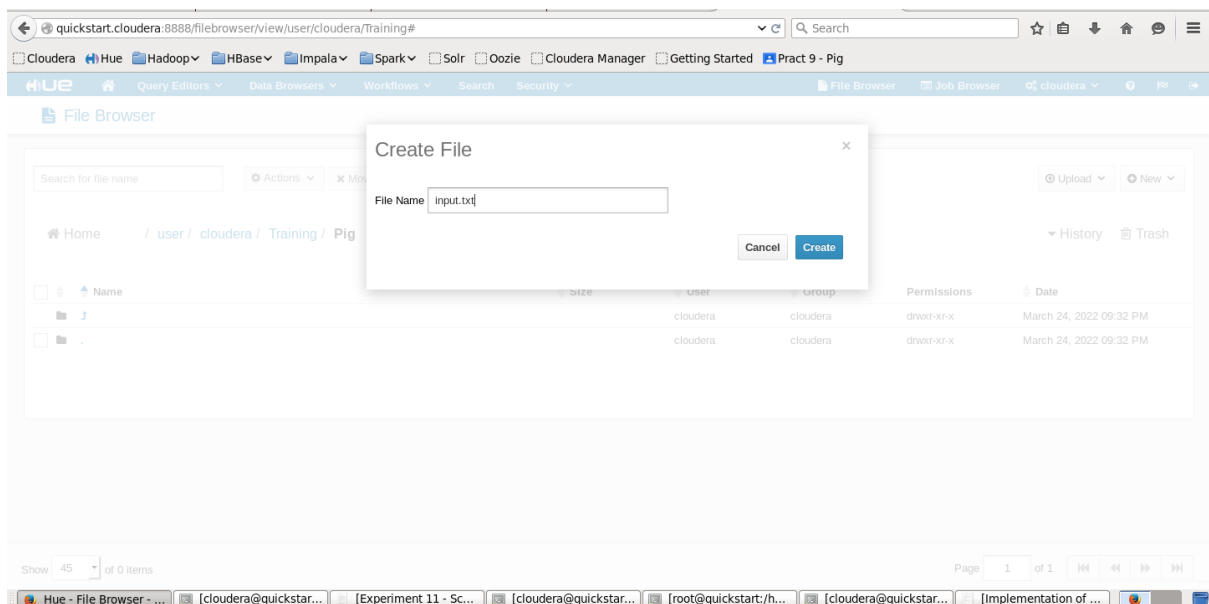 quickstart.cloudera:8888/filebrowser/view/user/cloudera/Training# Search
Cloudera Hue Hadoop HBase Impala Spark Solr Oozie Cloudera Manager Getting Started Pract 9 - Pig
HUE Query Editors Data Browsers Workflows Search Security File Browser Job Browser cloudera
File Browser
Create File ×
Search for file name Actions Mov Upload New
File Name input.txt
Home / user / cloudera / Training / Pig History Trash
Cancel Create
Name Size User Group Permissions Date
cloudera cloudera drwxr-xr-x March 24, 2022 09:32 PM
. cloudera cloudera drwxr-xr-x March 24, 2022 09:32 PM
Show 45 of 0 items Page 1 of 1
Hue - File Browser - ... [cloudera@quickstar... [Experiment 11 - Sc... [cloudera@quickstar... [root@quickstart:/h... [cloudera@quickstar... [Implementation of ...